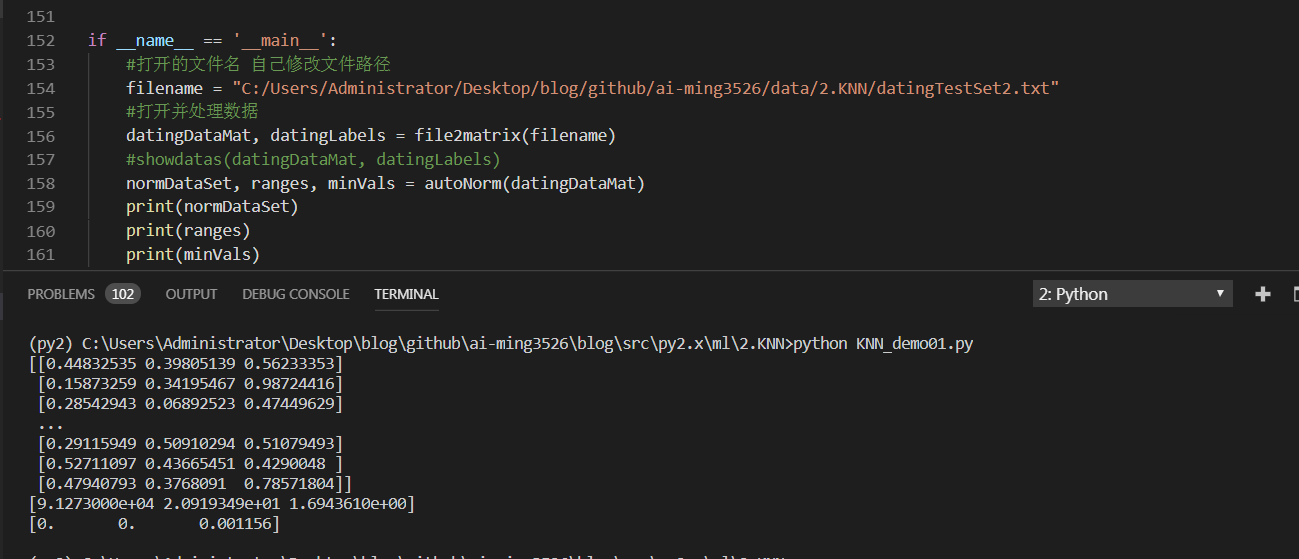 151
152 if __name__ == '__main__':
153 #打开的文件名 自己修改文件路径
154 filename = "C:/Users/Administrator/Desktop/blog/github/ai-ming3526/data/2.KNN/datingTestSet2.txt"
155 #打开并处理数据
156 datingDataMat, datingLabels = file2matrix(filename)
157 #showdatas(datingDataMat, datingLabels)
158 normDataSet, ranges, minVals = autoNorm(datingDataMat)
159 print(normDataSet)
160 print(ranges)
161 print(minVals)
PROBLEMS 102 OUTPUT DEBUG CONSOLE TERMINAL 2: Python
(py2) C:\Users\Administrator\Desktop\blog\github\ai-ming3526\blog\src\py2.x\ml\2.KNN>python KNN_demo01.py
[[0.44832535 0.39805139 0.56233353]
[0.15873259 0.34195467 0.98724416]
[0.28542943 0.06892523 0.47449629]
...
[0.29115949 0.50910294 0.51079493]
[0.52711097 0.43665451 0.4290048 ]
[0.47940793 0.3768091  0.78571804]]
[9.1273000e+04 2.0919349e+01 1.6943610e+00]
[0.       0.       0.001156]